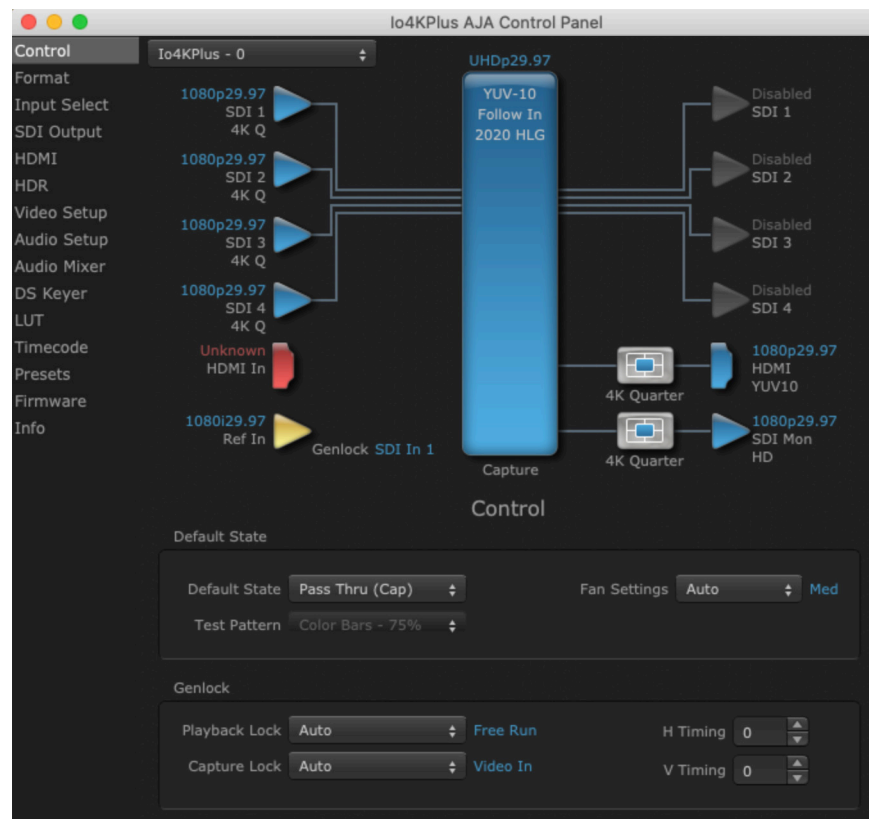 Io4KPlus AJA Control Panel
Control
Format
Input Select
SDI Output
HDMI
HDR
Video Setup
Audio Setup
Audio Mixer
DS Keyer
LUT
Timecode
Presets
Firmware
Info
Io4KPlus - 0
1080p29.97
SDI 1
4K Q
1080p29.97
SDI 2
4K Q
1080p29.97
SDI 3
4K Q
1080p29.97
SDI 4
4K Q
Unknown
HDMI In
1080i29.97
Ref In
Genlock SDI In 1
UHDp29.97
YUV-10
Follow In
2020 HLG
Capture
Disabled
SDI 1
Disabled
SDI 2
Disabled
SDI 3
Disabled
SDI 4
4K Quarter
1080p29.97
HDMI
YUV10
4K Quarter
1080p29.97
SDI Mon
HD
Control
Default State
Default State Pass Thru (Cap) Fan Settings Auto Med
Test Pattern Color Bars - 75%
Genlock
Playback Lock Auto Free Run H Timing 0
Capture Lock Auto Video In V Timing 0